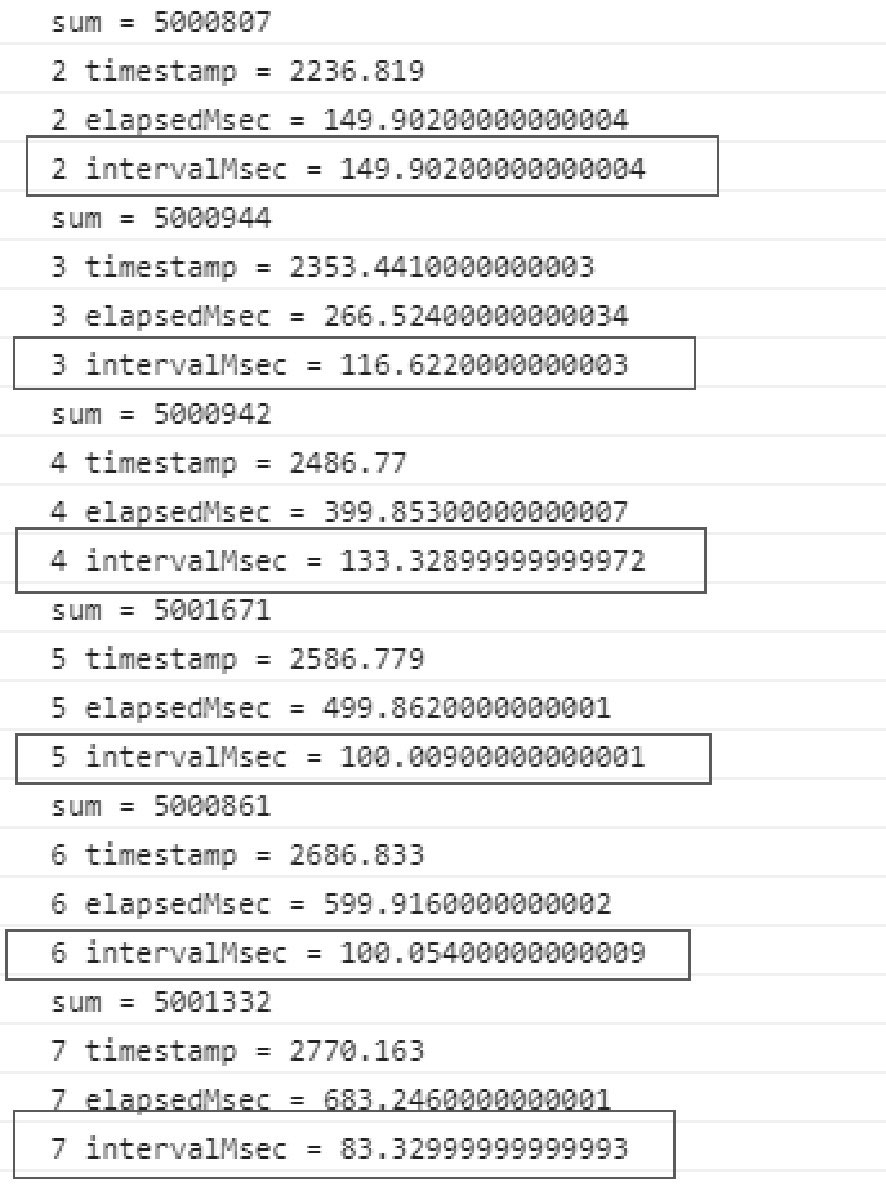 sum = 5000807
2 timestamp = 2236.819
2 elapsedMsec = 149.90200000000004
2 intervalMsec = 149.90200000000004
sum = 5000944
3 timestamp = 2353.4410000000003
3 elapsedMsec = 266.52400000000034
3 intervalMsec = 116.6220000000003
sum = 5000942
4 timestamp = 2486.77
4 elapsedMsec = 399.85300000000007
4 intervalMsec = 133.32899999999972
sum = 5001671
5 timestamp = 2586.779
5 elapsedMsec = 499.8620000000001
5 intervalMsec = 100.00900000000001
sum = 5000861
6 timestamp = 2686.833
6 elapsedMsec = 599.9160000000002
6 intervalMsec = 100.05400000000009
sum = 5001332
7 timestamp = 2770.163
7 elapsedMsec = 683.2460000000001
7 intervalMsec = 83.32999999999993